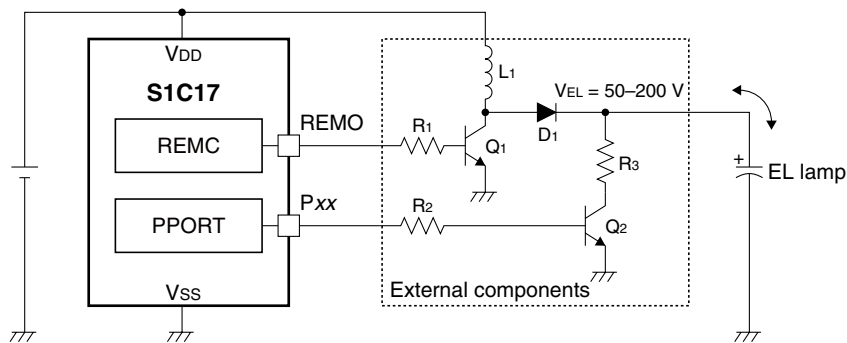 VDD
S1C17
REMC
REMO
PPORT
Pxx
VSS
L1
VEL = 50–200 V
R1
Q1
D1
R3
R2
Q2
External components
+
EL lamp